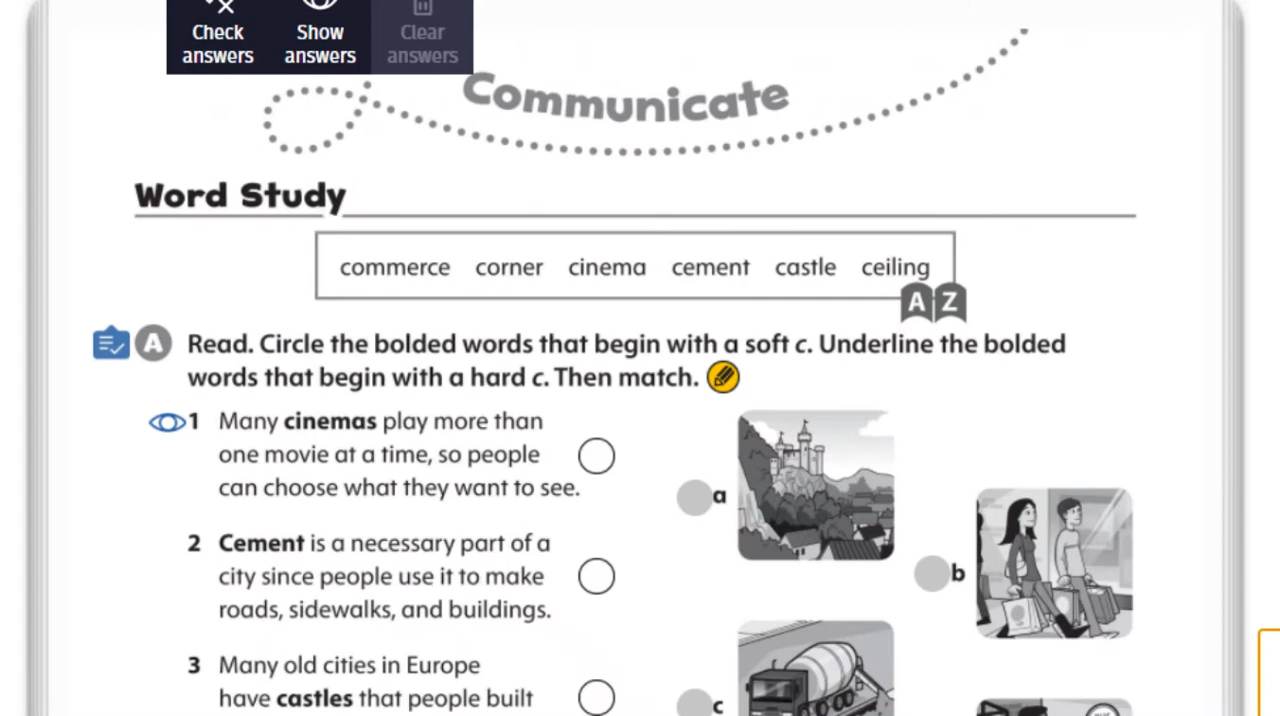 Check answers
Show answers
Clear answers
Communicate
Word Study
commerce corner cinema cement castle ceiling
A Z
A Read. Circle the bolded words that begin with a soft c. Underline the bolded
words that begin with a hard c. Then match.
1 Many cinemas play more than
one movie at a time, so people
can choose what they want to see.
a
b
2 Cement is a necessary part of a
city since people use it to make
roads, sidewalks, and buildings.
3 Many old cities in Europe
have castles that people built
c